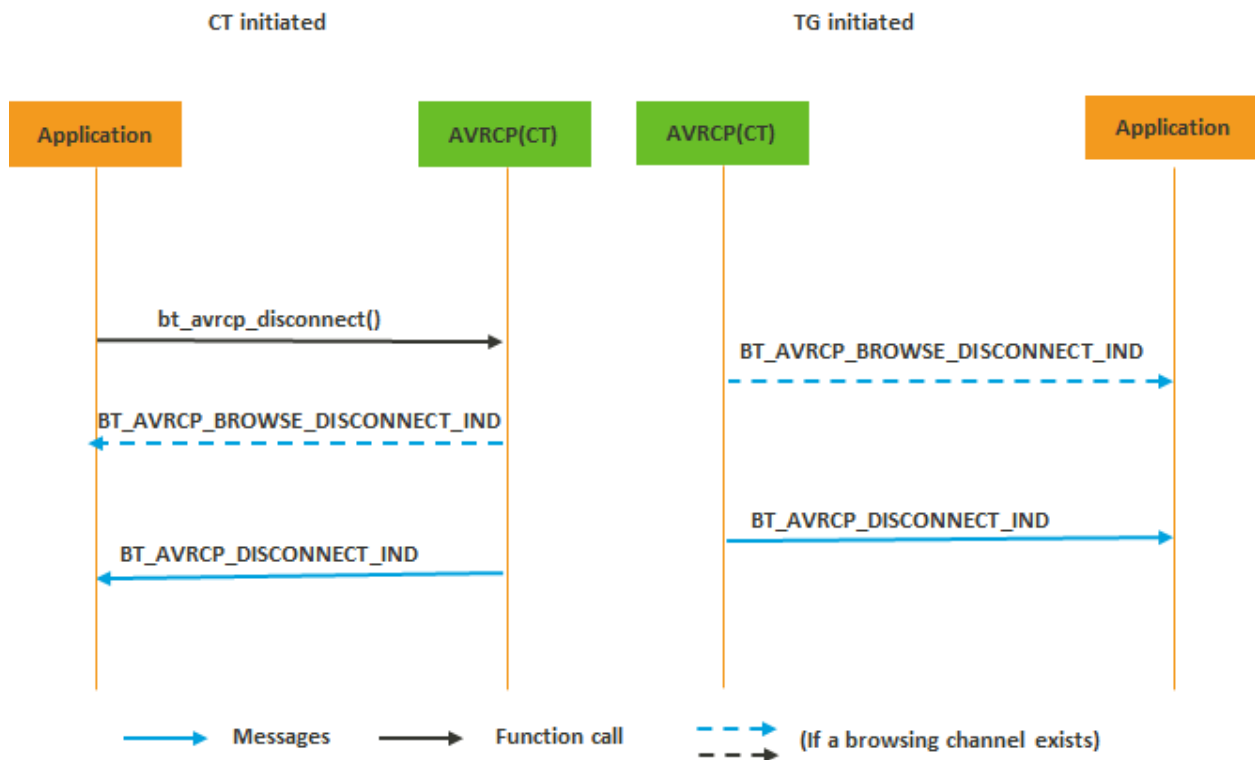 CT initiated
TG initiated
Application
AVRCP(CT)
AVRCP(CT)
Application
bt_avrcp_disconnect()
BT_AVRCP_BROWSE_DISCONNECT_IND
BT_AVRCP_BROWSE_DISCONNECT_IND
BT_AVRCP_DISCONNECT_IND
BT_AVRCP_DISCONNECT_IND
Messages
Function call
(If a browsing channel exists)